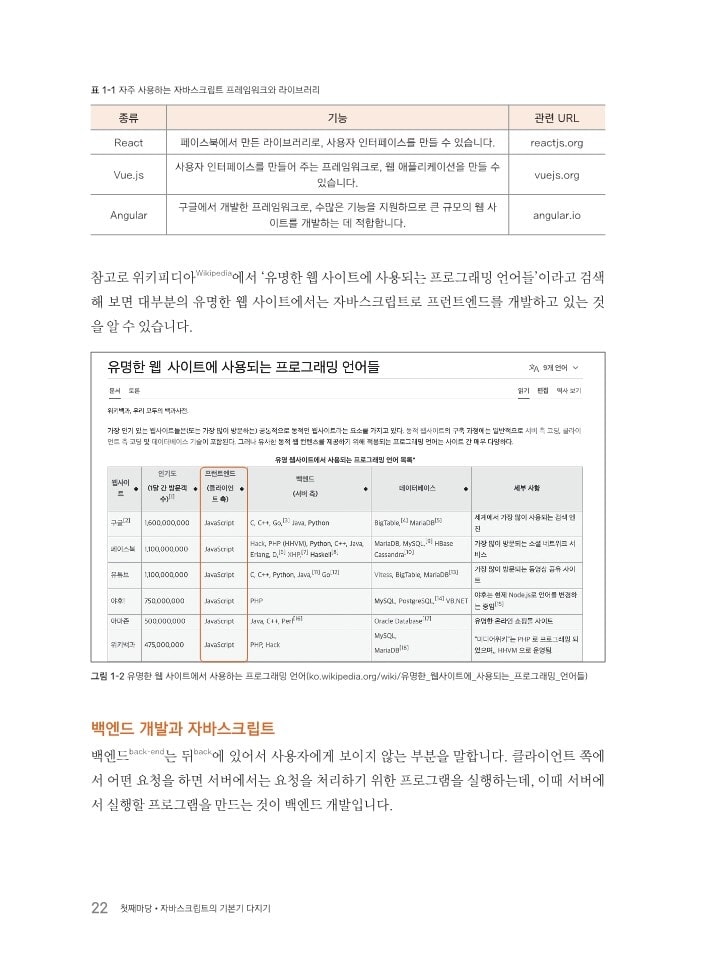 표 1-1 자주 사용하는 자바스크립트 프레임워크와 라이브러리
종류 기능 관련 URL
React 페이스북에서 만든 라이브러리로, 사용자 인터페이스를 만들 수 있습니다. reactjs.org
Vue.js 사용자 인터페이스를 만들어 주는 프레임워크로, 웹 애플리케이션을 만들 수
있습니다. vuejs.org
Angular 구글에서 개발한 프레임워크로, 수많은 기능을 지원하므로 큰 규모의 웹 사
이트를 개발하는 데 적합합니다. angular.io
참고로 위키피디아Wikipedia에서 ‘유명한 웹 사이트에 사용되는 프로그래밍 언어들’이라고 검색
해 보면 대부분의 유명한 웹 사이트에서는 자바스크립트로 프런트엔드를 개발하고 있는 것
을 알 수 있습니다.
유명한 웹 사이트에 사용되는 프로그래밍 언어들
9개 언어
문서 토론 읽기 편집 역사 보기
위키백과, 우리 모두의 백과사전.
가장 인기 있는 웹사이트들은(또는 가장 많이 방문하는) 공통적으로 동적인 웹사이트라는 요소를 가지고 있다. 동적 웹사이트의 구축 과정에는 일반적으로 서버 측 코딩, 클라이
언트 측 코딩 및 데이터베이스 기술이 포함된다. 그러나 유사한 동적 웹 컨텐츠를 제공하기 위해 적용되는 프로그래밍 언어는 사이트 간 매우 다양하다.
유명 웹사이트에서 사용되는 프로그래밍 언어 목록*
웹사이트 인기도 (1달 간 방문객 수)[1] 프런트엔드 (클라이언트 측) 백엔드 (서버 측) 데이터베이스 세부 사항
구글[2] 1,600,000,000 JavaScript C, C++, Go,[3] Java, Python BigTable,[4] MariaDB[5] 세계에서 가장 많이 사용되는 검색 엔
진
페이스북 1,100,000,000 JavaScript Hack, PHP (HHVM), Python, C++, Java,
Erlang, D,[6] XHP,[7] Haskell[8] MariaDB, MySQL,[9] HBase
Cassandra[10] 가장 많이 방문되는 소셜 네트워크 서
비스
유튜브 1,100,000,000 JavaScript C, C++, Python, Java,[11] Go[12] Vitess, BigTable, MariaDB[13] 가장 많이 방문되는 동영상 공유 사이
트
야후! 750,000,000 JavaScript PHP MySQL, PostgreSQL,[14] VB.NET 야후는 현재 Node.js로 언어를 변경하
는 중임[15]
아마존 500,000,000 JavaScript Java, C++, Perl[16] Oracle Database[17] 유명한 온라인 쇼핑몰 사이트
위키백과 475,000,000 JavaScript PHP, Hack MySQL,
MariaDB[18] "미디어위키"는 PHP 로 프로그래밍 되
었으며, HHVM 으로 운영됨
그림 1-2 유명한 웹 사이트에서 사용하는 프로그래밍 언어(ko.wikipedia.org/wiki/유명한_웹사이트에_사용되는_프로그래밍_언어들)
백엔드 개발과 자바스크립트
백엔드back-end는 뒤back에 있어서 사용자에게 보이지 않는 부분을 말합니다. 클라이언트 쪽에
서 어떤 요청을 하면 서버에서는 요청을 처리하기 위한 프로그램을 실행하는데, 이때 서버에
서 실행할 프로그램을 만드는 것이 백엔드 개발입니다.
22 첫째마당 • 자바스크립트의 기본기 다지기